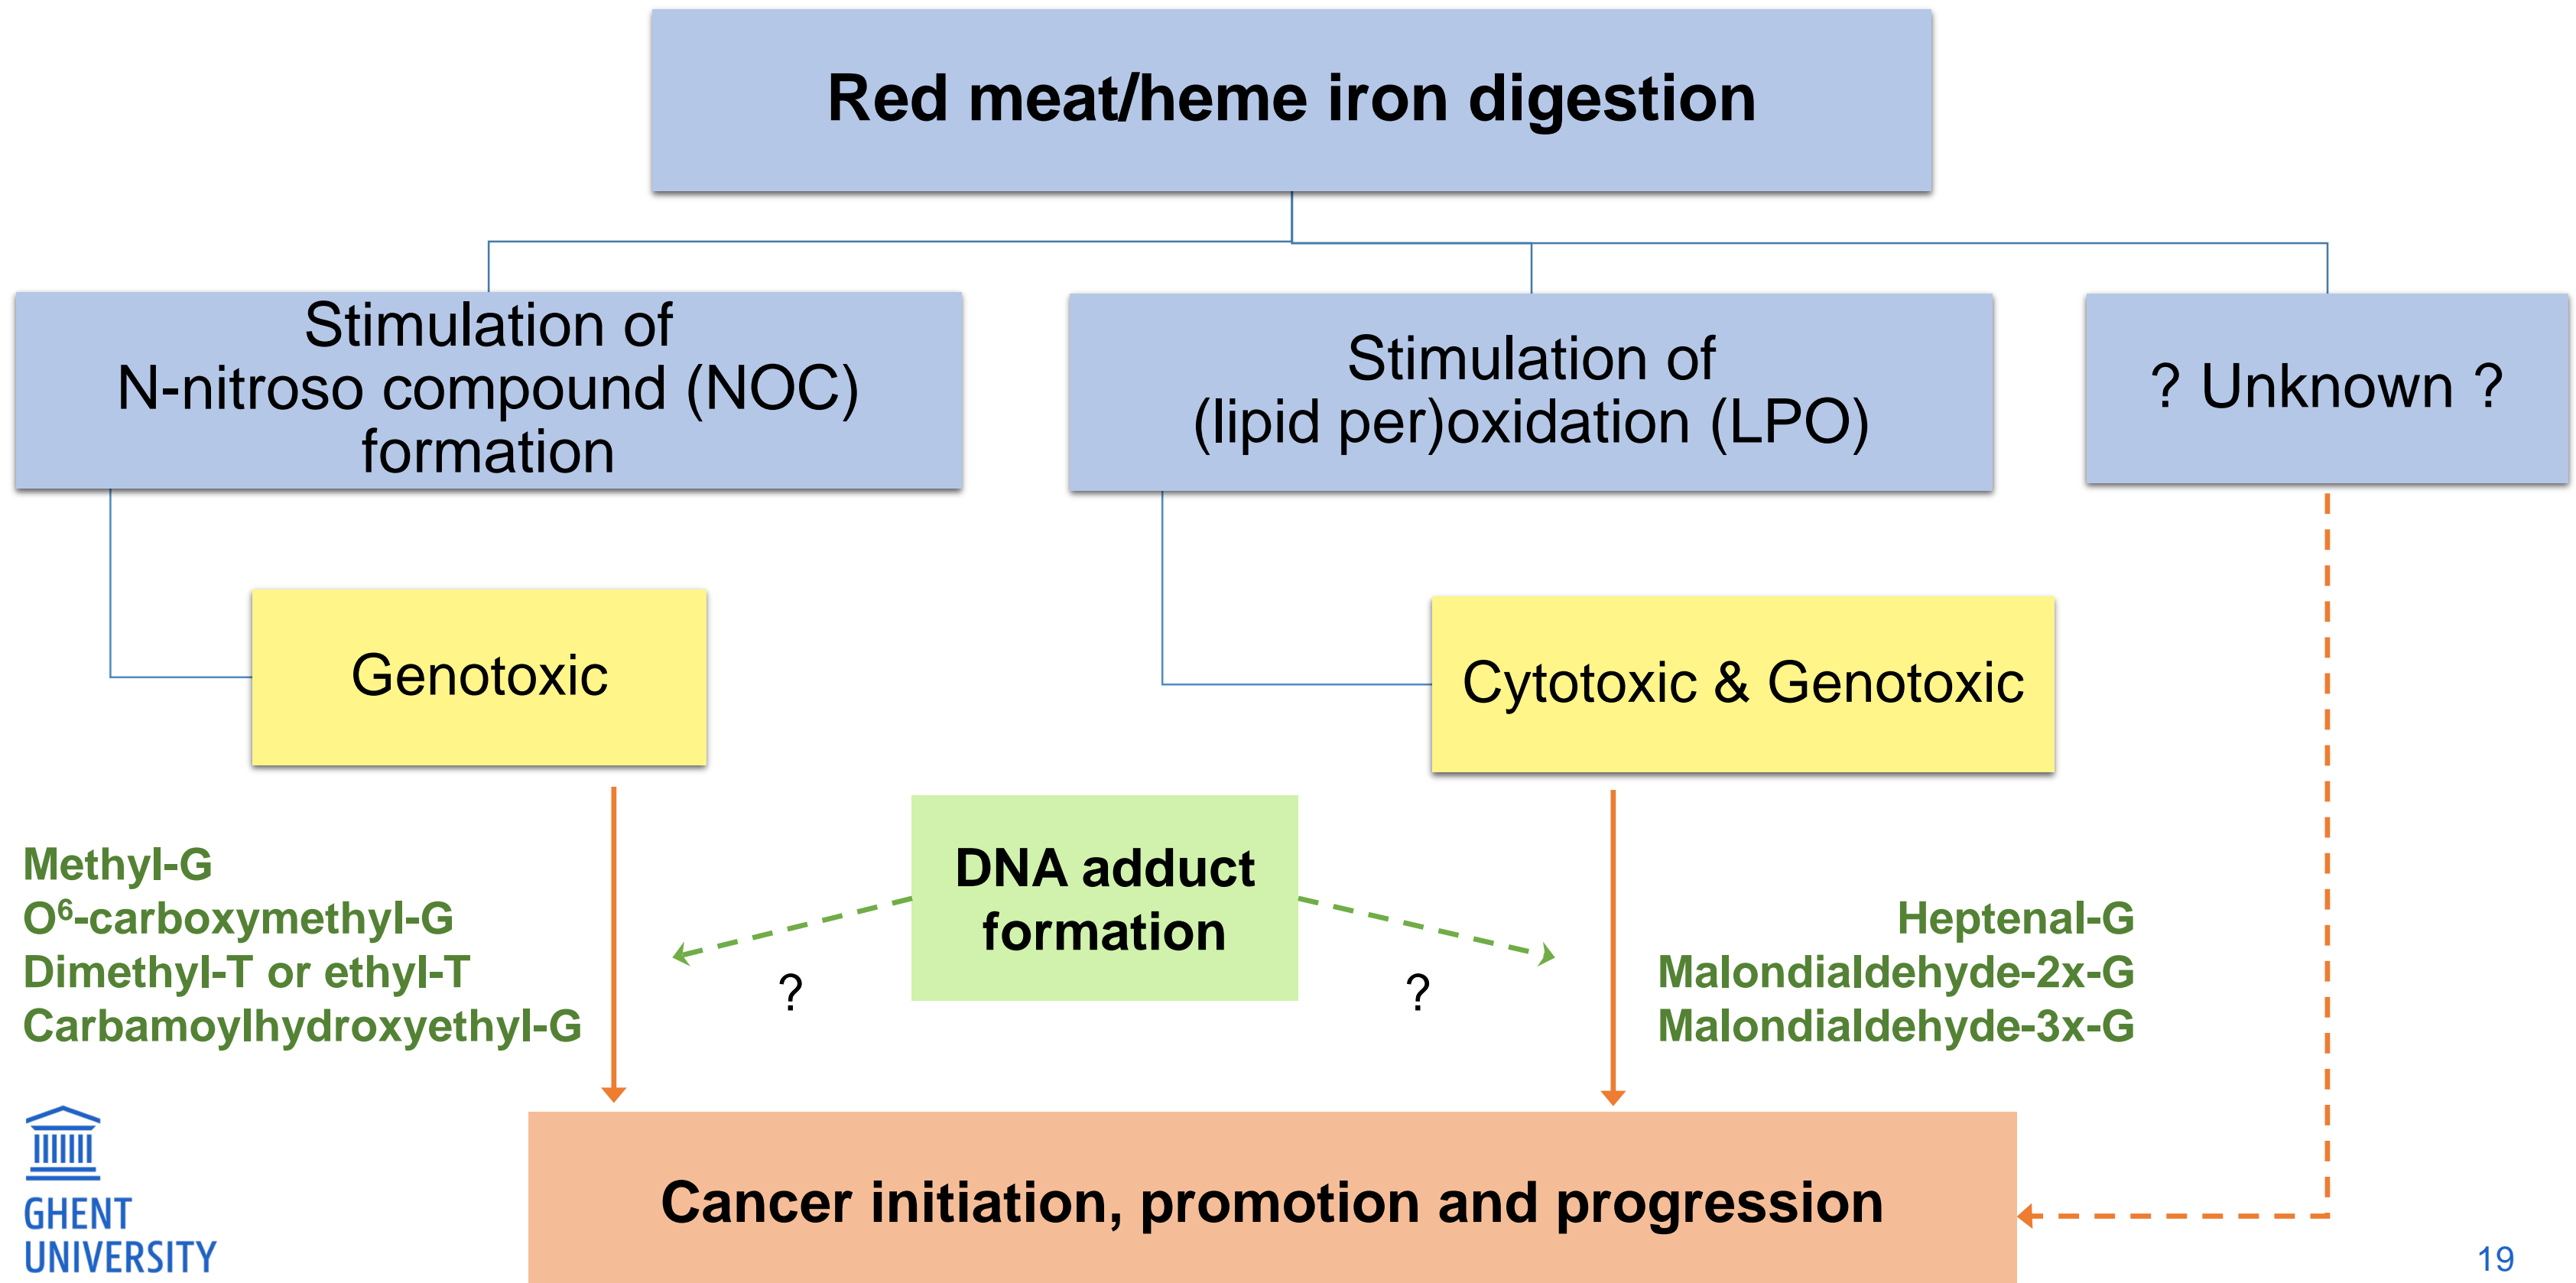 Red meat/heme iron digestion
Stimulation of
N-nitroso compound (NOC)
formation
Stimulation of
(lipid per)oxidation (LPO)
? Unknown ?
Genotoxic
Cytotoxic & Genotoxic
Methyl-G
O⁶-carboxymethyl-G
Dimethyl-T or ethyl-T
Carbamoylhydroxyethyl-G
?
DNA adduct
formation
?
Heptenal-G
Malondialdehyde-2x-G
Malondialdehyde-3x-G
Cancer initiation, promotion and progression
GHENT
UNIVERSITY
19